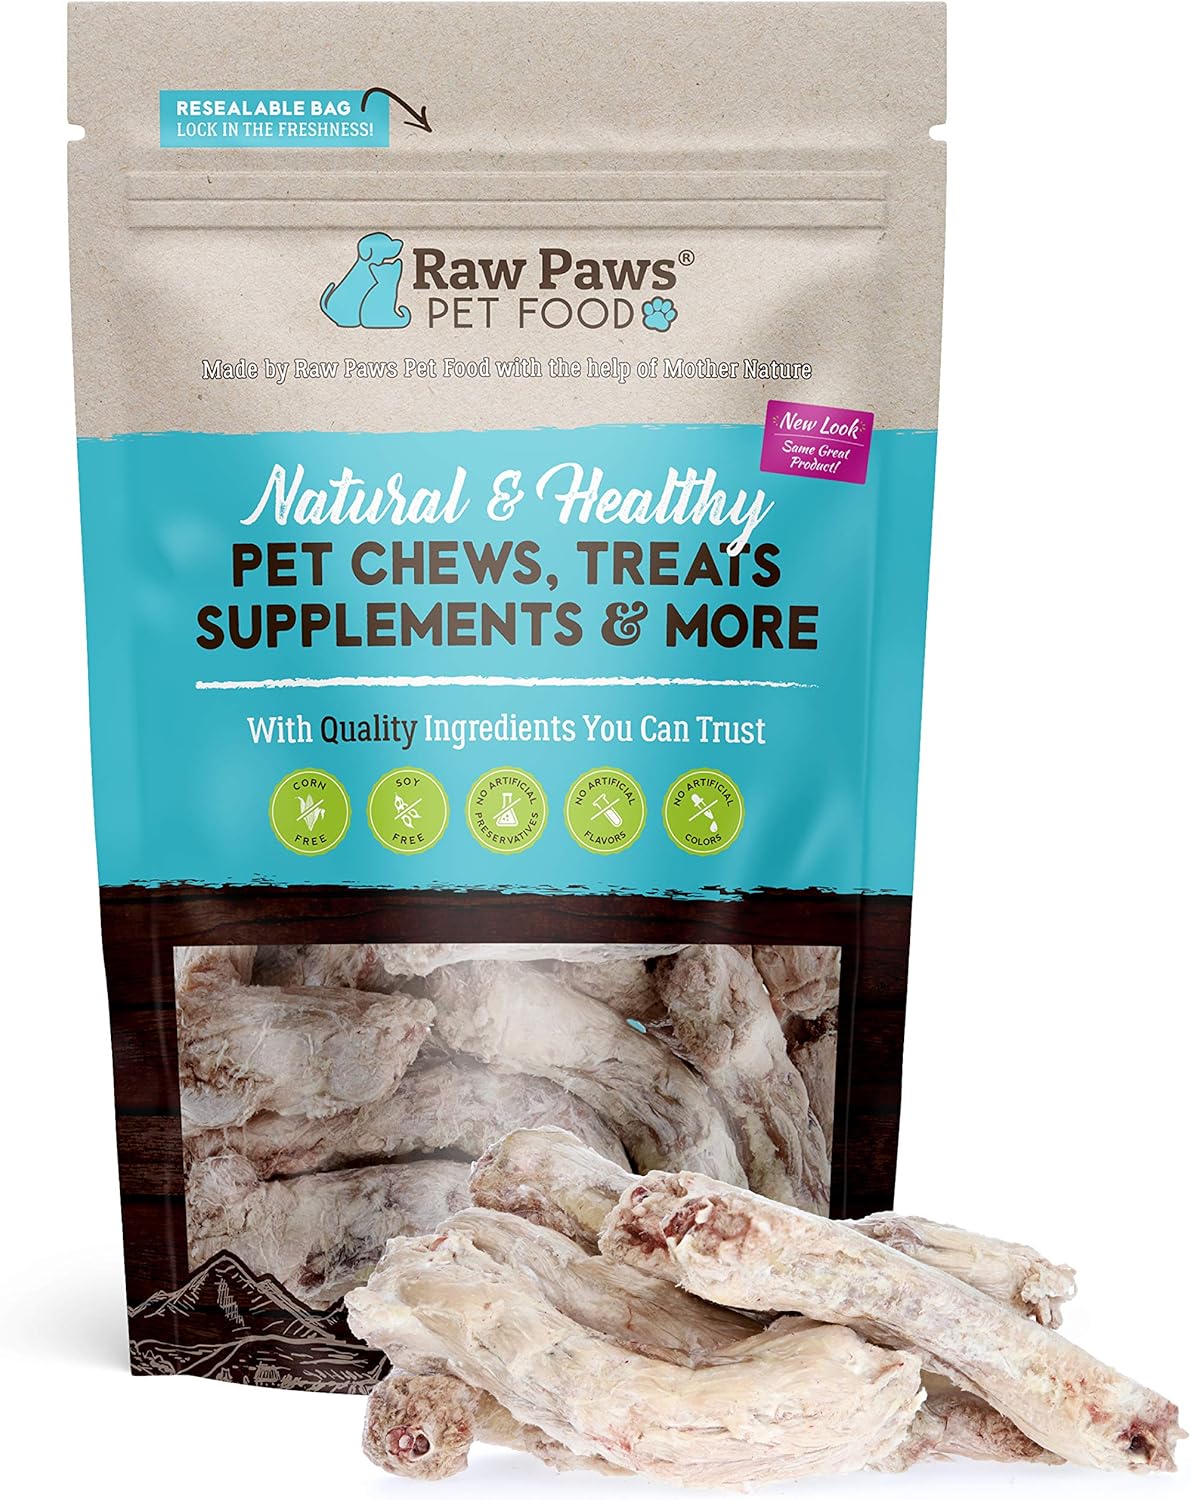 RESEALABLE BAG
LOCK IN THE FRESHNESS!
Raw Paws®
PET FOOD
Made by Raw Paws Pet Food with the help of Mother Nature
New Look
Same Great
Product!
Natural & Healthy
PET CHEWS, TREATS
SUPPLEMENTS & MORE
With Quality Ingredients You Can Trust
CORN
FREE
SOY
FREE
NO ARTIFICIAL
PRESERVATIVES
NO ARTIFICIAL
FLAVORS
NO ARTIFICIAL
COLORS